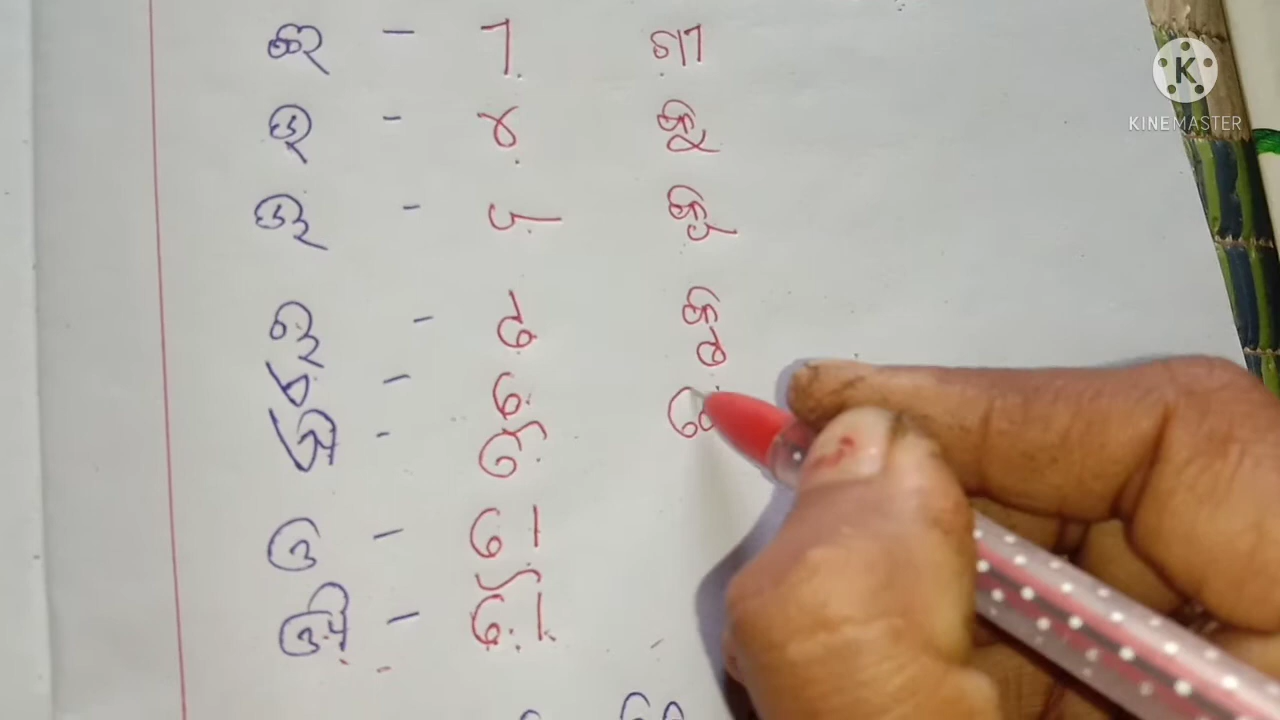 ଈ - ୀ
ଉ - ୁ କୁ
ଊ - ୂ କୂ
ଋ - ୃ କୃ
ଏ - େ
ଐ - ୈ
ଓ - ୋ
ଔ - ୌ
KINEMASTER